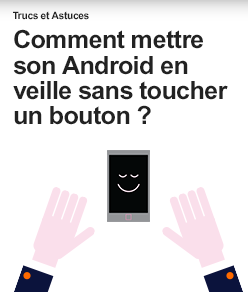 Trucs et Astuces
Comment mettre
son Android en
veille sans toucher
un bouton ?